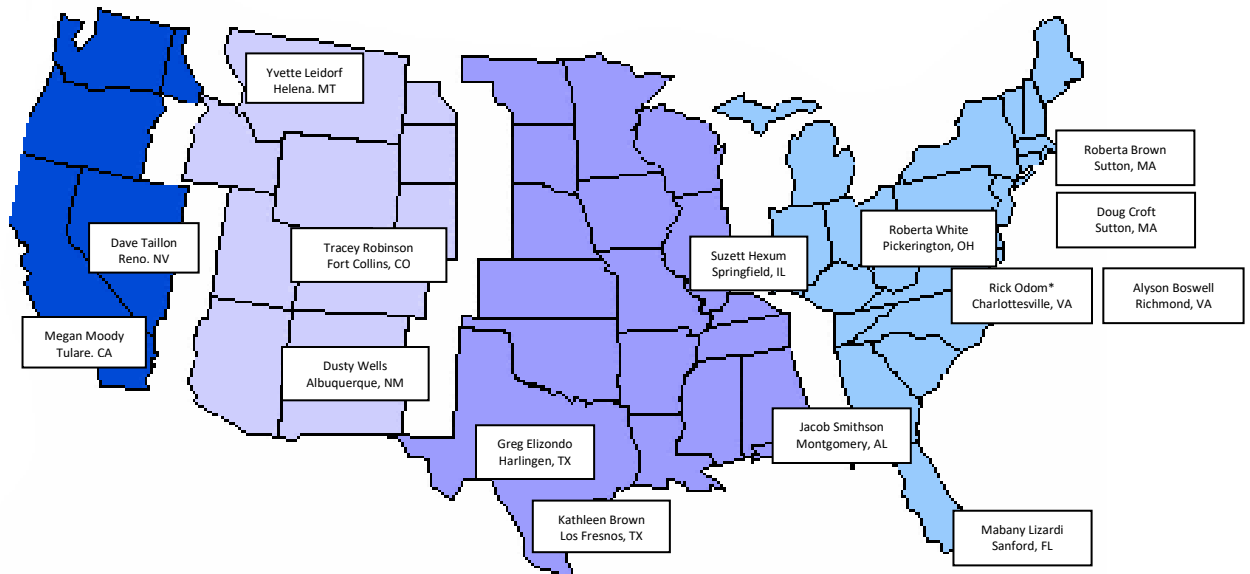 Yvette Leidorf
Helena. MT
Roberta Brown
Sutton, MA
Doug Croft
Sutton, MA
Dave Taillon
Reno. NV
Tracey Robinson
Fort Collins, CO
Suzett Hexum
Springfield, IL
Roberta White
Pickerington, OH
Rick Odom*
Charlottesville, VA
Alyson Boswell
Richmond, VA
Megan Moody
Tulare. CA
Dusty Wells
Albuquerque, NM
Greg Elizondo
Harlingen, TX
Jacob Smithson
Montgomery, AL
Kathleen Brown
Los Fresnos, TX
Mabany Lizardi
Sanford, FL